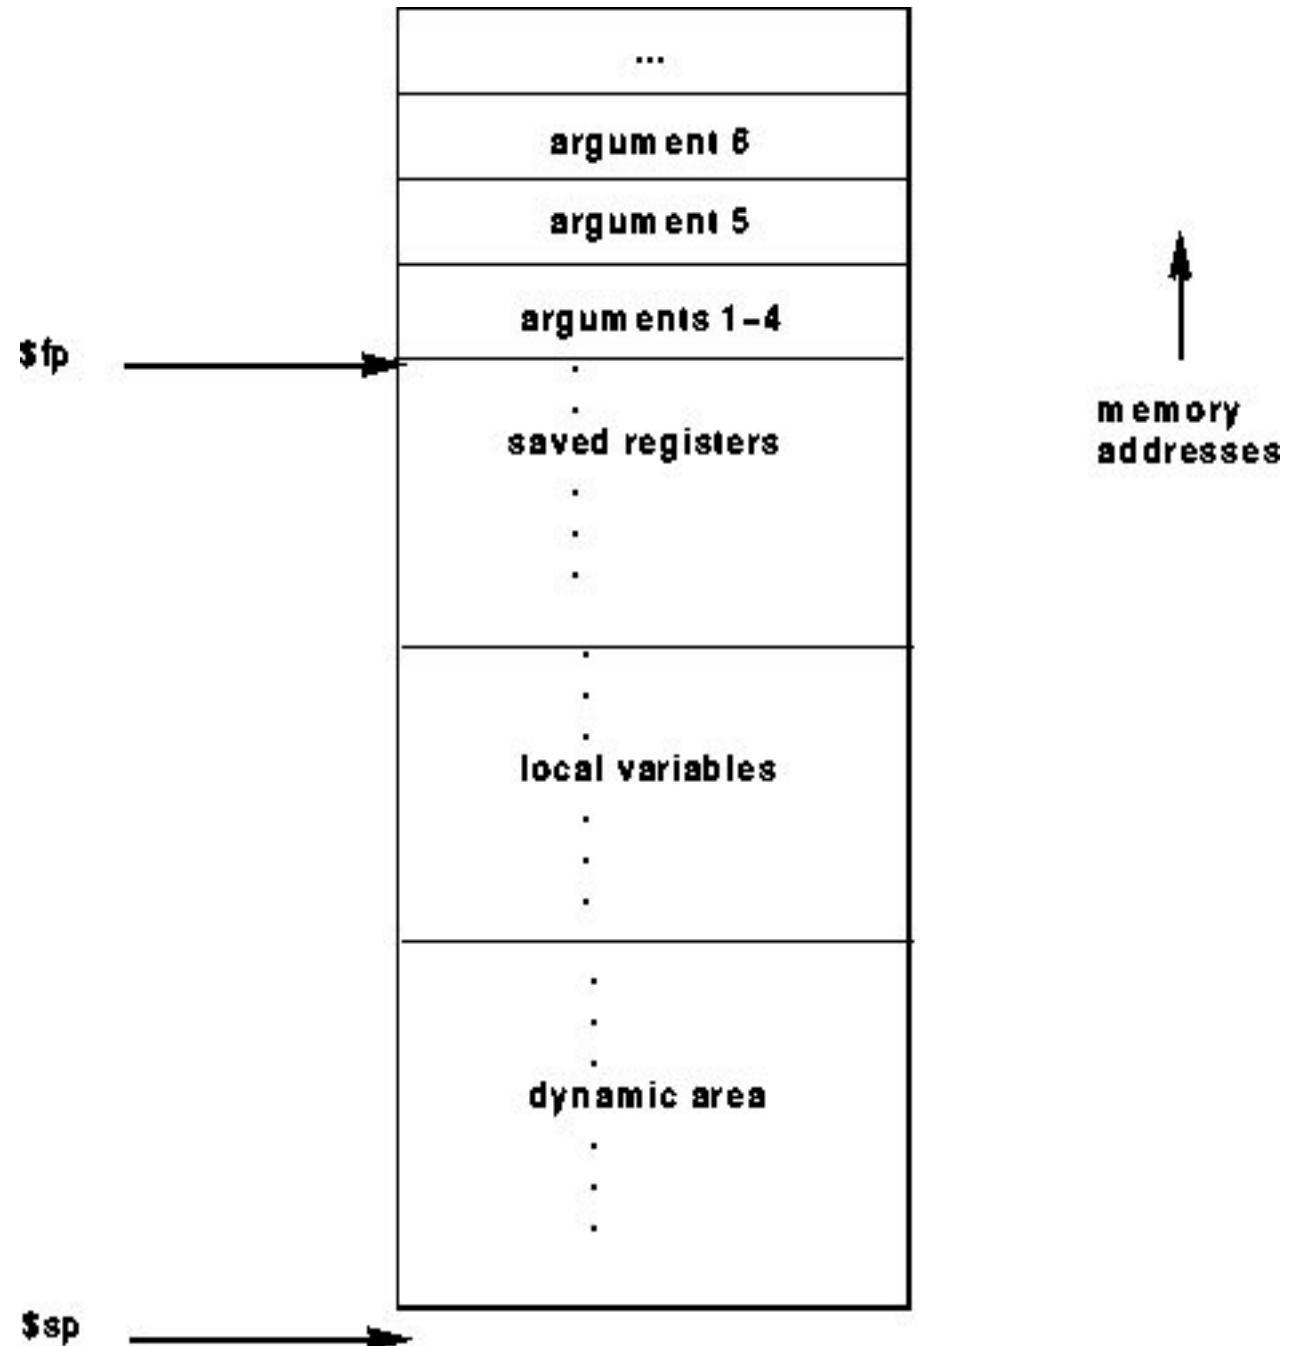 ...
argument 6
argument 5
arguments 1-4
$fp
memory
addresses
saved registers
local variables
dynamic area
$sp